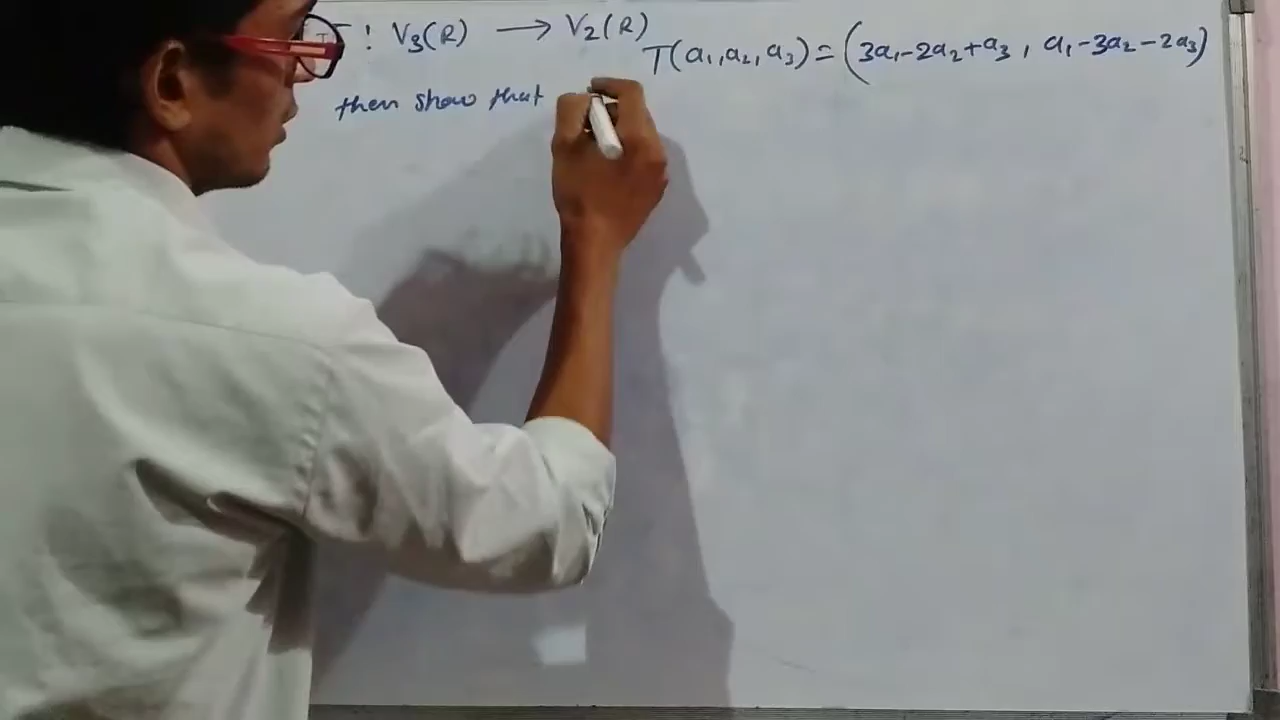 T : V₃(R) → V₂(R) T(a₁,a₂,a₃) = (3a₁-2a₂+a₃, a₁-3a₂-2a₃)
then show that